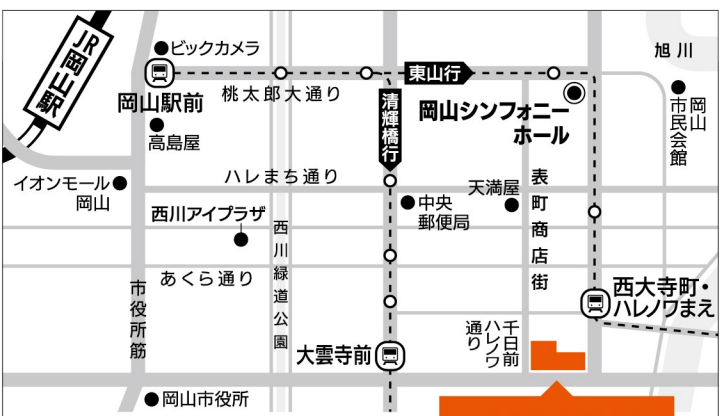 JR岡山駅
ビックカメラ
岡山駅前
高島屋
桃太郎大通り
東山行
清輝橋行
岡山シンフォニー
ホール
旭川
岡山
市民会館
イオンモール
岡山
ハレまち通り
西川アイプラザ
西川緑道公園
中央
郵便局
天満屋
表町商店街
あくら通り
市役所筋
大雲寺前
千日前
ハレノワ
通り
西大寺町・
ハレノワまえ
岡山市役所